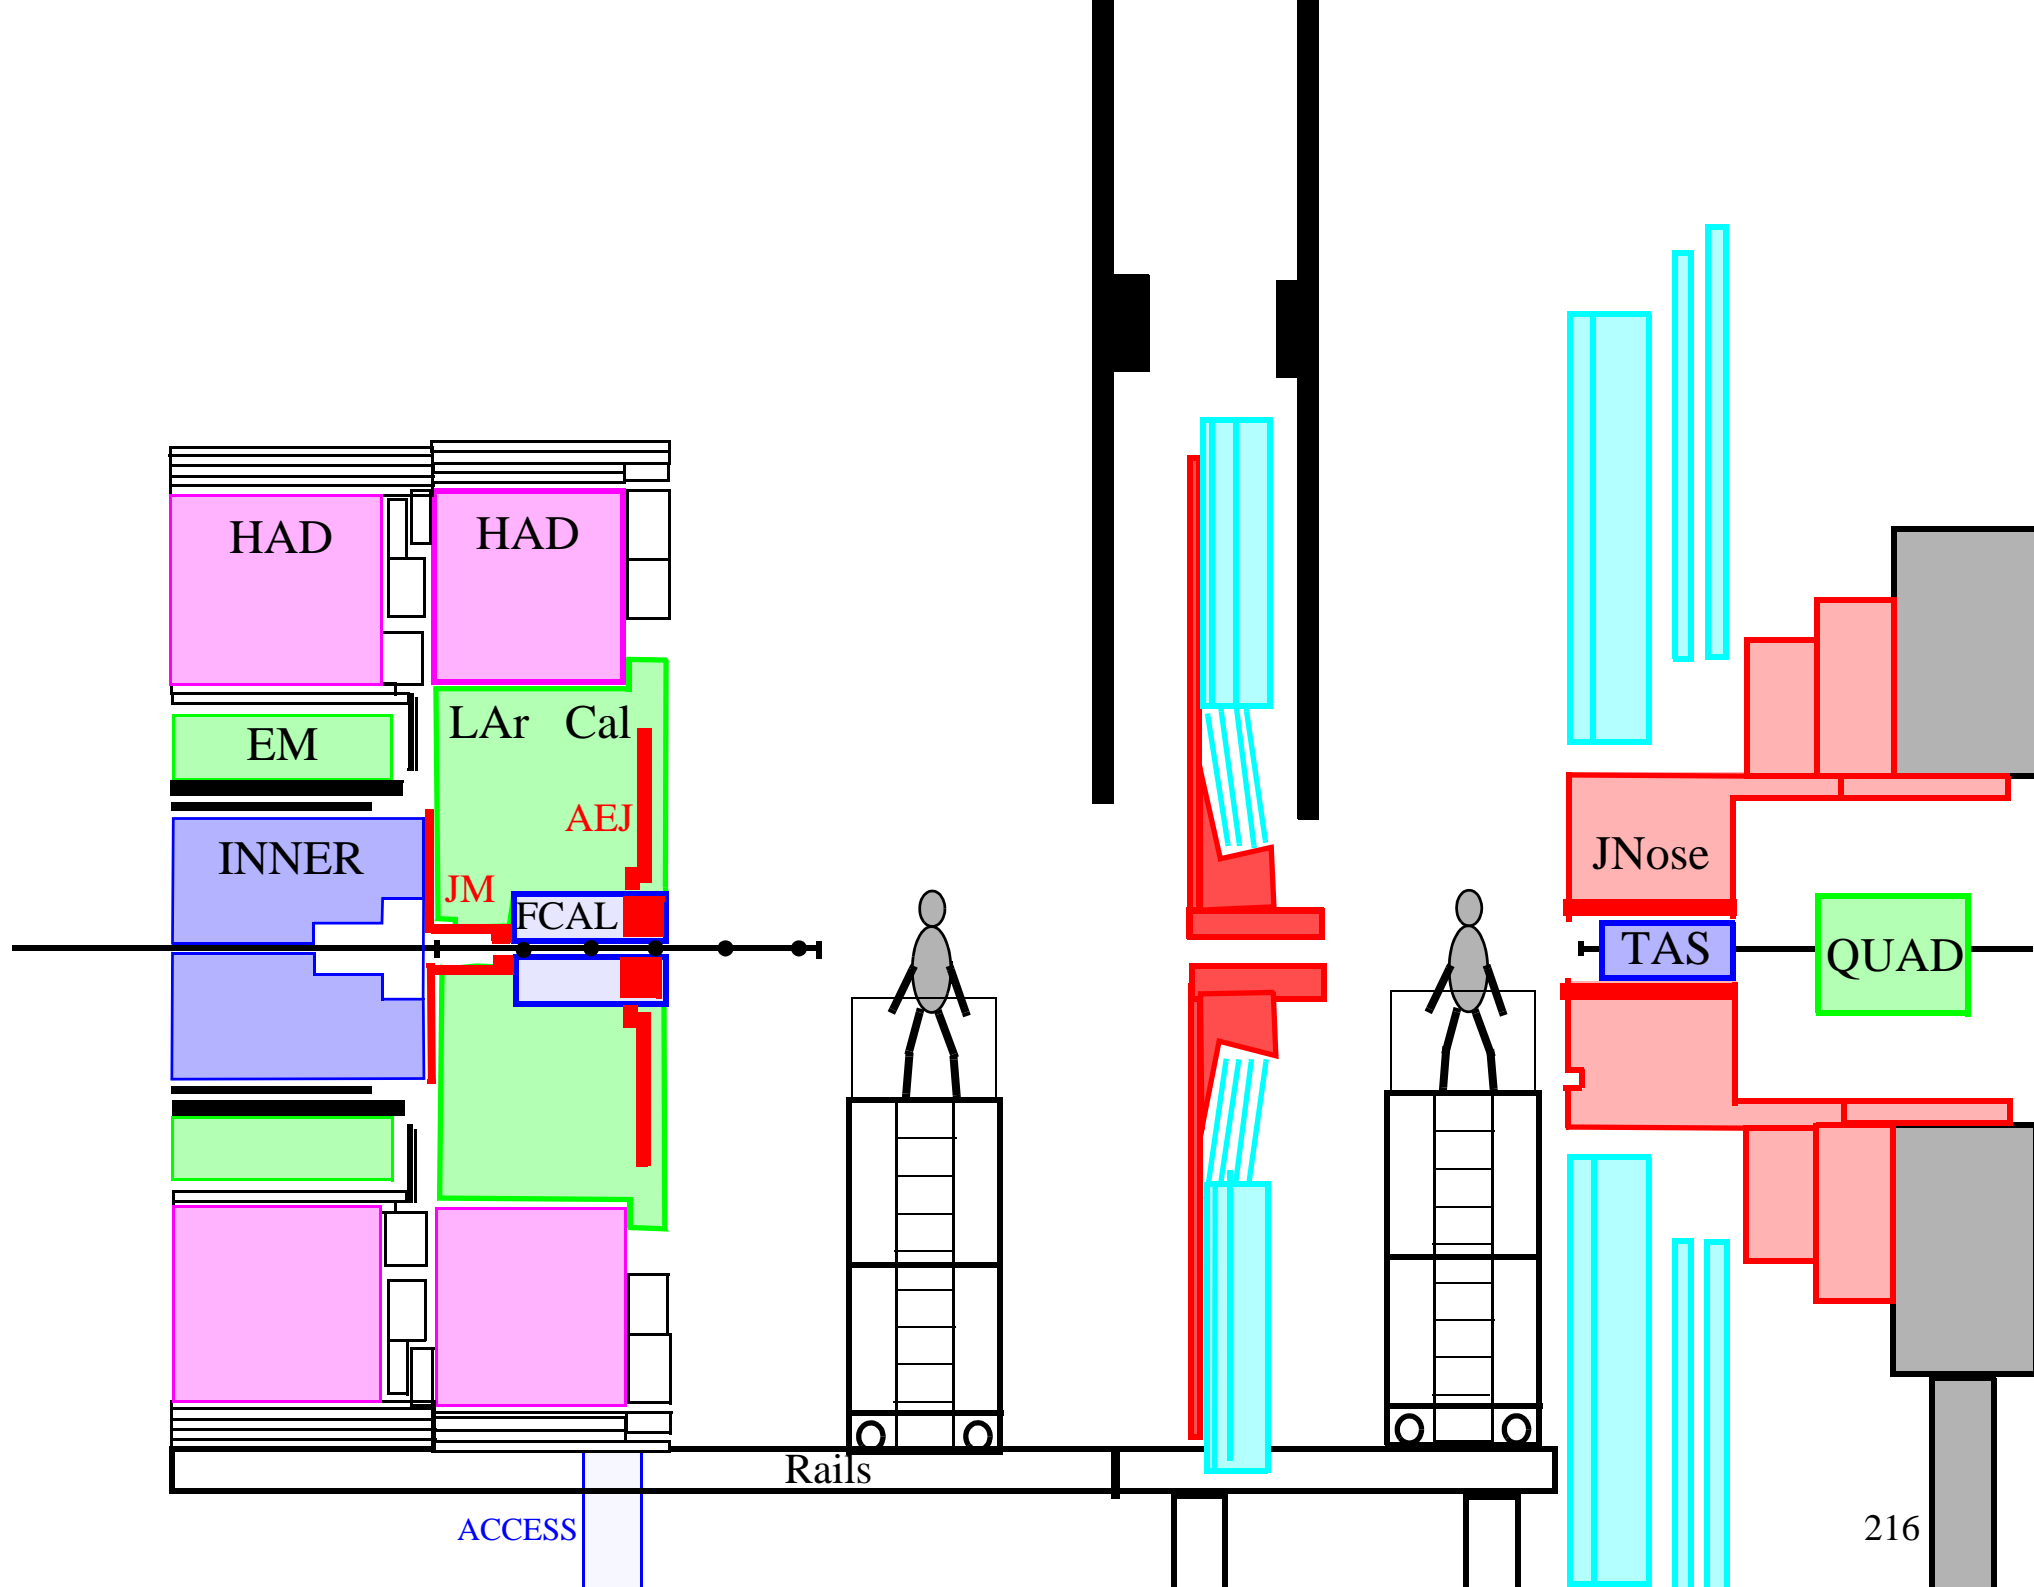 HAD HAD
LAr Cal
EM
AEJ
INNER
JNose
JM
FCAL
TAS
QUAD
Rails
ACCESS
216